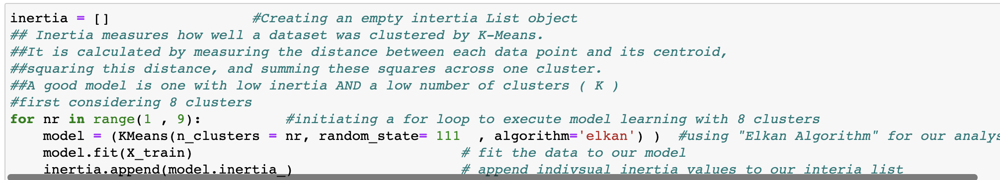 inertia = []                 #Creating an empty intertia List object
## Inertia measures how well a dataset was clustered by K-Means.
##It is calculated by measuring the distance between each data point and its centroid,
##squaring this distance, and summing these squares across one cluster.
##A good model is one with low inertia AND a low number of clusters ( K )
#first considering 8 clusters
for nr in range(1 , 9):          #initiating a for loop to execute model learning with 8 clusters
    model = (KMeans(n_clusters = nr, random_state= 111  , algorithm='elkan') )  #using "Elkan Algorithm" for our analys
    model.fit(X_train)                                # fit the data to our model
    inertia.append(model.inertia_)                    # append indivsual inertia values to our interia list